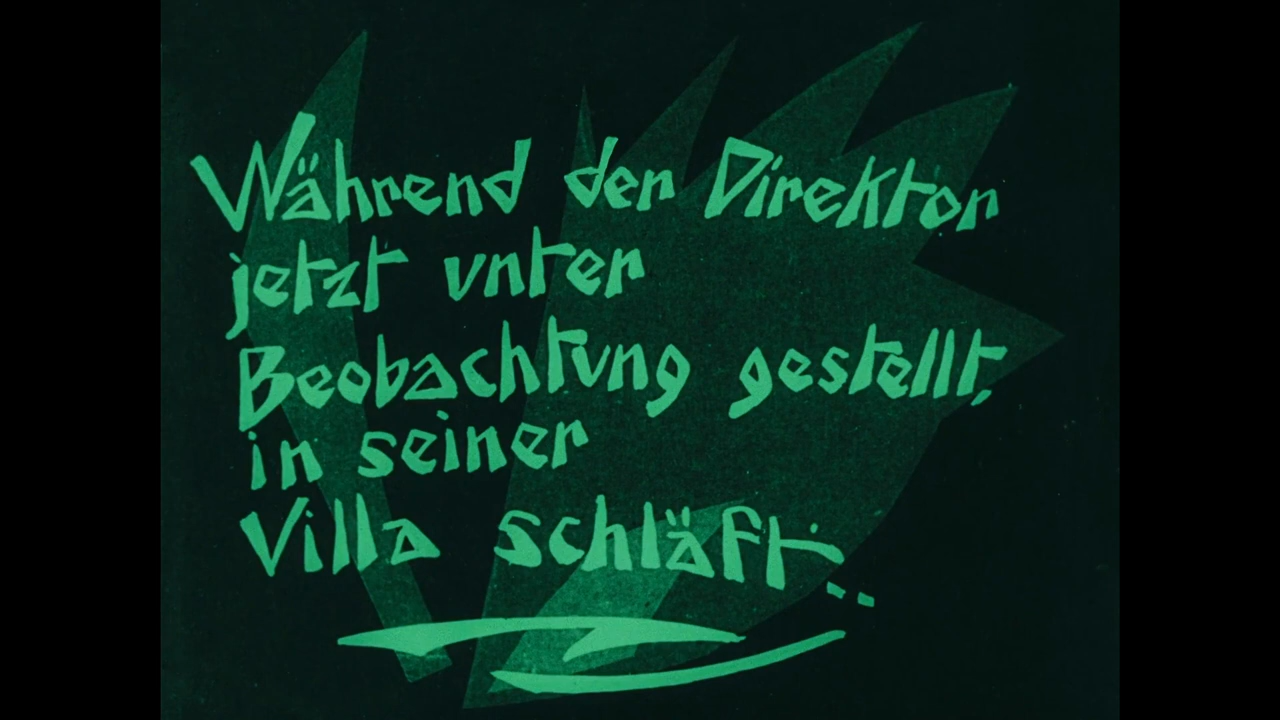 Während der Direktor
jetzt unter
Beobachtung gestellt,
in seiner
Villa schläft..